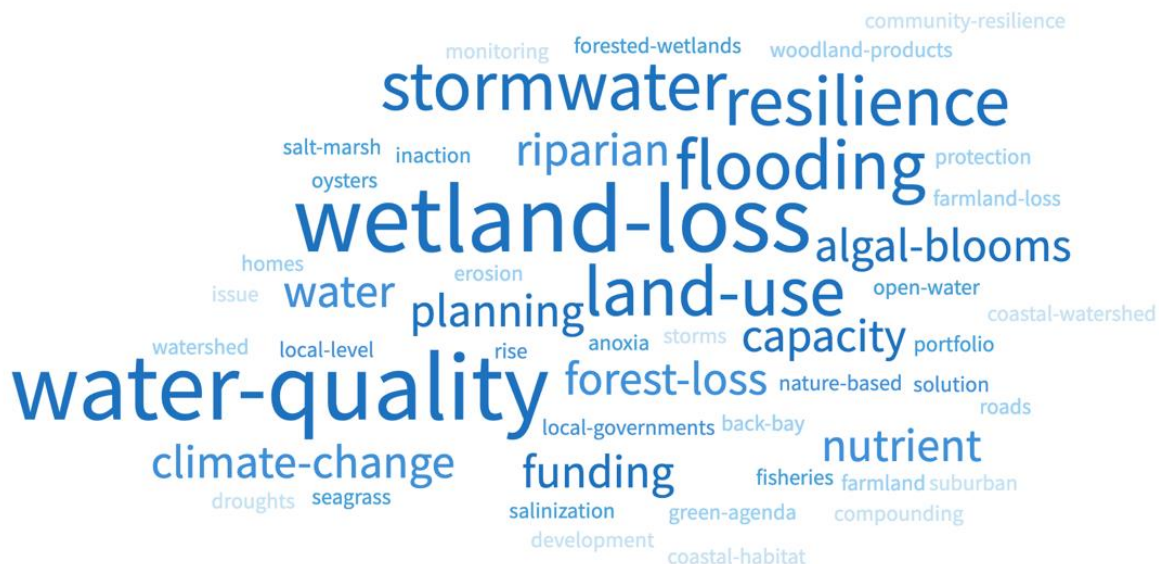 community-resilience
monitoring forested-wetlands woodland-products
stormwater resilience
salt-marsh inaction riparian flooding protection
oysters farmland-loss
wetland-loss algal-blooms
homes erosion
issue water planning land-use open-water
coastal-watershed
watershed local-level rise anoxia storms capacity portfolio
water-quality forest-loss nature-based solution
roads
local-governments back-bay
climate-change funding nutrient
droughts seagrass fisheries farmland suburban
salinization green-agenda compounding
development
coastal-habitat